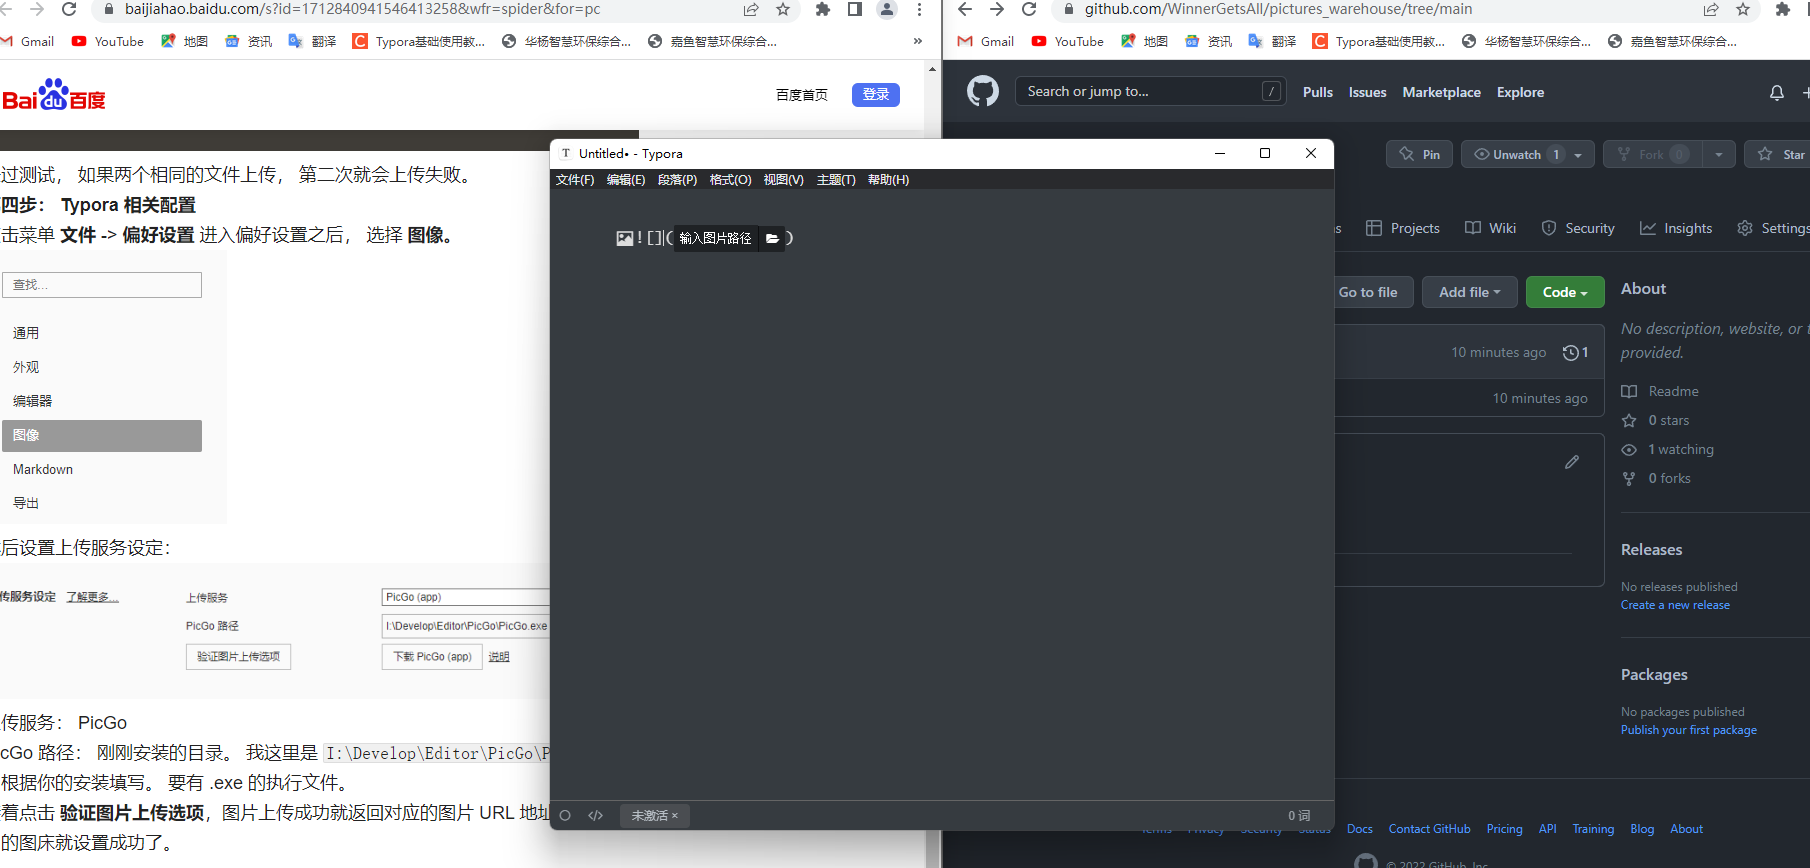 baijiahao.baidu.com/s?id=1712840941546413258&wfr=spider&for=pc
Gmail YouTube 地图 资讯 翻译 Typora基础使用教... 华杨智慧环保综合... 嘉鱼智慧环保综合... »
Bai du 百度 百度首页 登录
过测试， 如果两个相同的文件上传， 第二次就会上传失败。
四步： Typora 相关配置
击菜单 文件 -> 偏好设置 进入偏好设置之后， 选择 图像。
查找...
通用
外观
编辑器
图像
Markdown
导出
后设置上传服务设定：
传服务设定 了解更多... 上传服务 PicGo (app)
PicGo 路径 I:\Develop\Editor\PicGo\PicGo.exe
验证图片上传选项 下载 PicGo (app) 说明
传服务： PicGo
cGo 路径： 刚刚安装的目录。 我这里是 I:\Develop\Editor\PicGo\P
根据你的安装填写。 要有 .exe 的执行文件。
着点击 验证图片上传选项，图片上传成功就返回对应的图片 URL 地址
的图床就设置成功了。
Untitled• - Typora
文件(F) 编辑(E) 段落(P) 格式(O) 视图(V) 主题(T) 帮助(H)
![](输入图片路径)
未激活 × 0 词
github.com/WinnerGetsAll/pictures_warehouse/tree/main
Gmail YouTube 地图 资讯 翻译 Typora基础使用教... 华杨智慧环保综合... 嘉鱼智慧环保综合...
Search or jump to... / Pulls Issues Marketplace Explore
Pin Unwatch 1 Fork 0 Star
s Projects Wiki Security Insights Settings
Go to file Add file Code
10 minutes ago 1
10 minutes ago
About
No description, website, or t
provided.
Readme
0 stars
1 watching
0 forks
Releases
No releases published
Create a new release
Packages
No packages published
Publish your first package
Terms Privacy Security Status Docs Contact GitHub Pricing API Training Blog About
© 2022 GitHub, Inc.